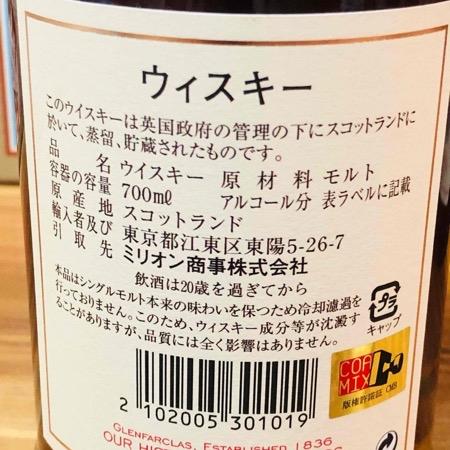 ウィスキー
このウイスキーは英国政府の管理の下にスコットランドに
於いて、蒸留、貯蔵されたものです。
品名 ウイスキー 原材料 モルト
容器の容量 700mℓ アルコール分 表ラベルに記載
原産地 スコットランド
輸入者及び 東京都江東区東陽5-26-7
引取先 ミリオン商事株式会社
飲酒は20歳を過ぎてから
本品はシングルモルト本来の味わいを保つため冷却濾過を
行っておりません。このため、ウィスキー成分等が沈澱す
ることがありますが、品質には全く影響はありません。
プラ
キャップ
COA
MIX
版権許諾証
2 102005 301019
GLENFARCLAS, ESTABLISHED 1836